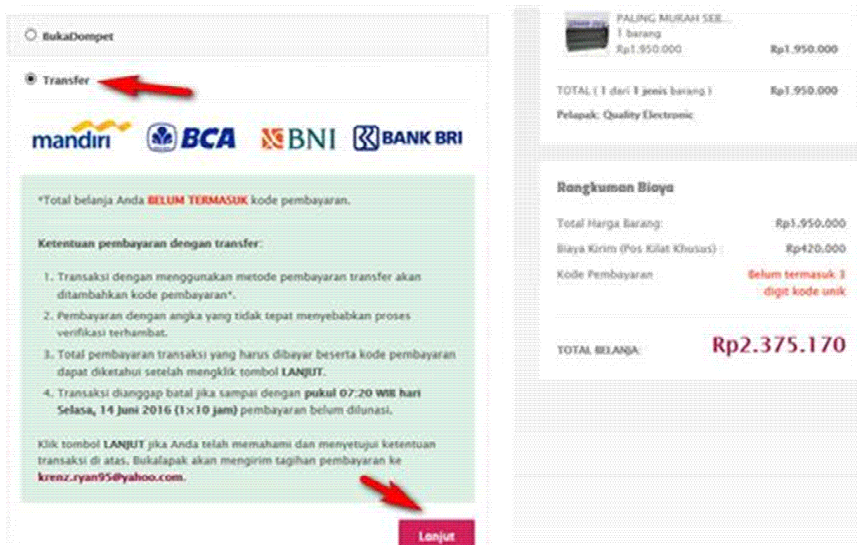 BukaDompet
Transfer
mandiri
BCA
BNI
BANK BRI
*Total belanja Anda BELUM TERMASUK kode pembayaran.
Ketentuan pembayaran dengan transfer:
1. Transaksi dengan menggunakan metode pembayaran transfer akan
ditambahkan kode pembayaran*.
2. Pembayaran dengan angka yang tidak tepat menyebabkan proses
verifikasi terhambat.
3. Total pembayaran transaksi yang harus dibayar beserta kode pembayaran
dapat diketahui setelah mengklik tombol LANJUT.
4. Transaksi dianggap batal jika sampai dengan pukul 07:20 WIB hari
Selasa, 14 Juni 2016 (1×10 jam) pembayaran belum dilunasi.
Klik tombol LANJUT jika Anda telah memahami dan menyetujui ketentuan
transaksi di atas. Bukalapak akan mengirim tagihan pembayaran ke
krenz.ryan95@yahoo.com.
Lanjut
PALING MURAH SEB...
1 barang
Rp1.950.000 Rp1.950.000
TOTAL ( 1 dari 1 jenis barang ) Rp1.950.000
Pelapak: Quality Electronic
Rangkuman Biaya
Total Harga Barang: Rp1.950.000
Biaya Kirim (Pos Kilat Khusus) : Rp420.000
Kode Pembayaran Belum termasuk 3
digit kode unik
TOTAL BELANJA: Rp2.375.170